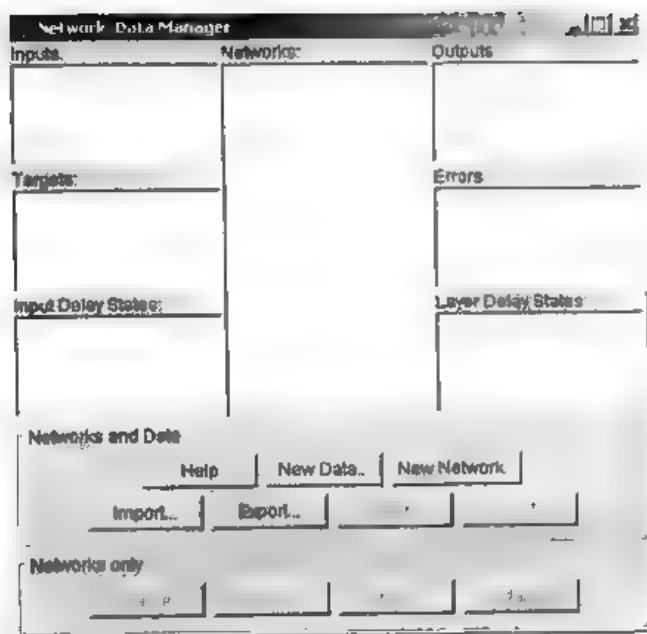 Network Data Manager
Inputs: Networks: Outputs
Targets: Errors
Input Delay States: Layer Delay States
Networks and Data
Help New Data.. New Network
Import... Export...
Networks only